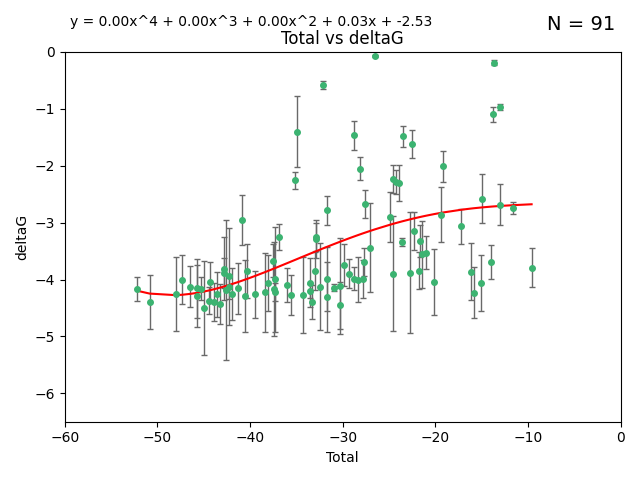 y = 0.00x^4 + 0.00x^3 + 0.00x^2 + 0.03x + -2.53
N = 91
Total vs deltaG
0
−1
−2
−3
−4
−5
−6
deltaG
−60 −50 −40 −30 −20 −10 0
Total